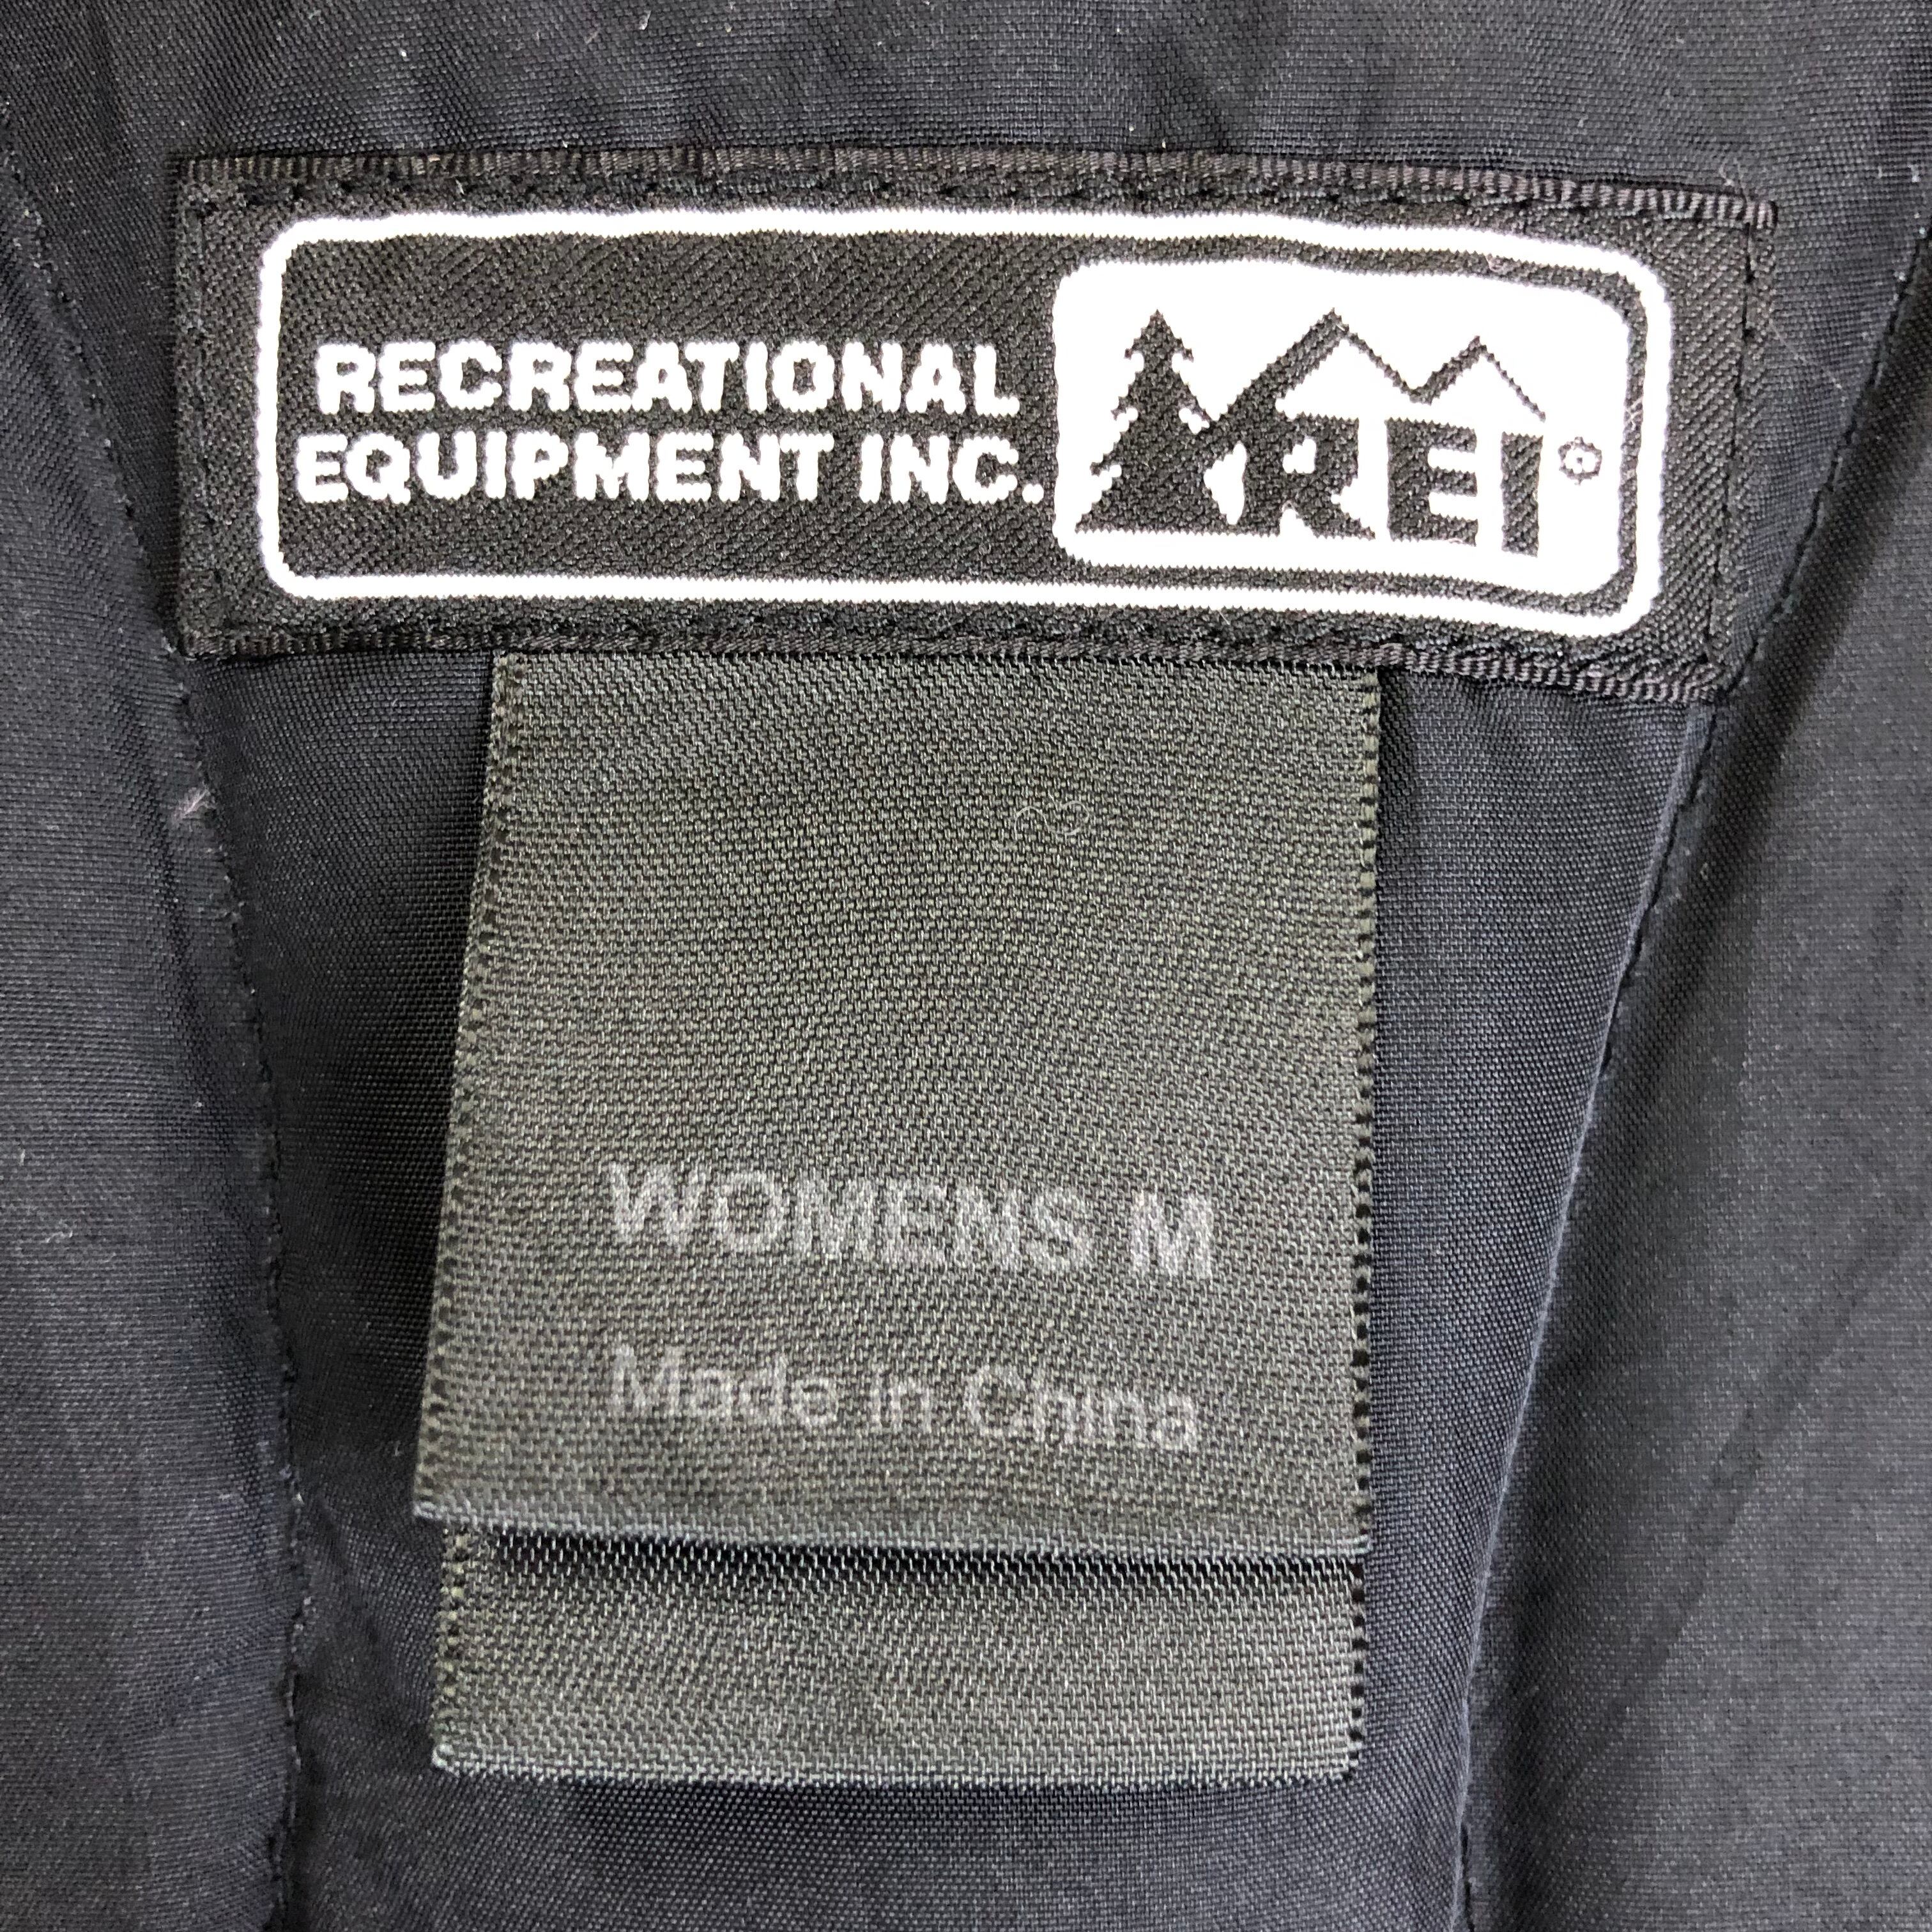 RECREATIONAL
EQUIPMENT INC.
REI®
WOMENS M
Made in China